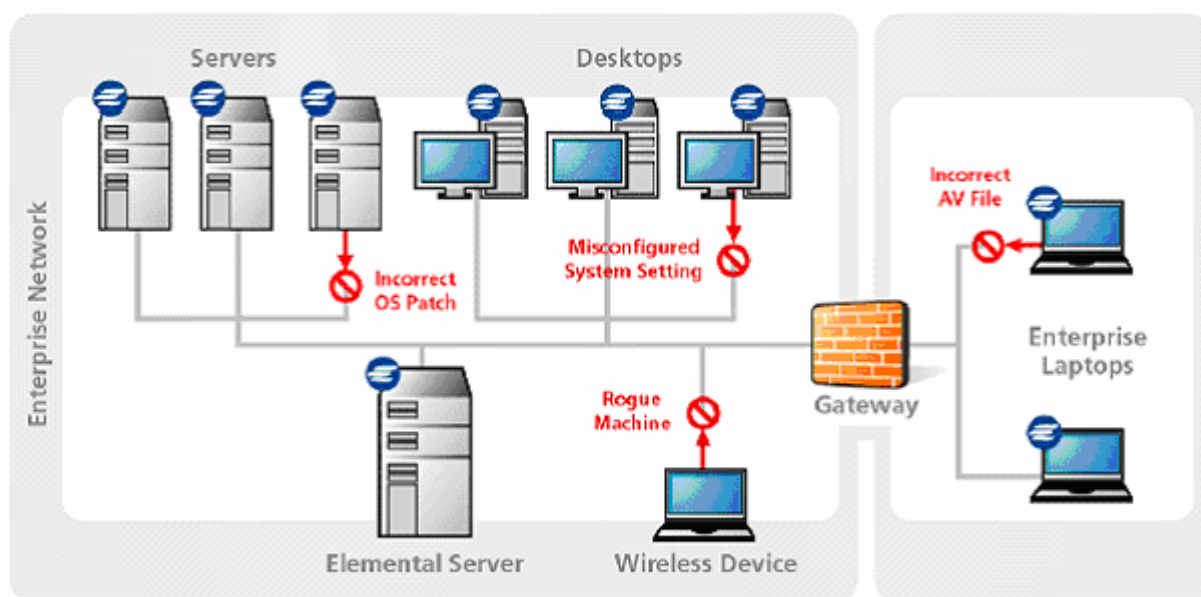 Servers
Desktops
Enterprise Network
Incorrect
OS Patch
Misconfigured
System Setting
Incorrect
AV File
Enterprise
Laptops
Gateway
Rogue
Machine
Elemental Server
Wireless Device